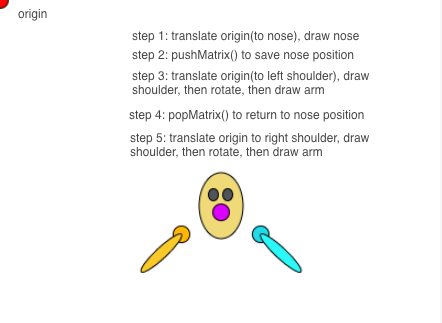 origin
step 1: translate origin(to nose), draw nose
step 2: pushMatrix() to save nose position
step 3: translate origin(to left shoulder), draw
shoulder, then rotate, then draw arm
step 4: popMatrix() to return to nose position
step 5: translate origin to right shoulder, draw
shoulder, then rotate, then draw arm